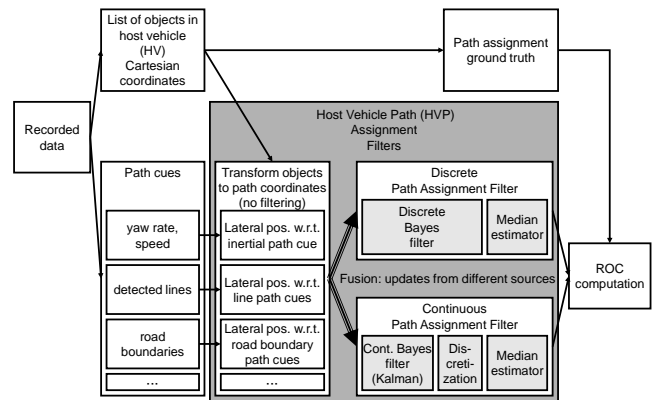 List of objects in
host vehicle
(HV)
Cartesian
coordinates
Path assignment
ground truth
Recorded
data
Host Vehicle Path (HVP)
Assignment
Filters
Path cues
yaw rate,
speed
detected lines
road
boundaries
...
Transform objects
to path coordinates
(no filtering)
Lateral pos. w.r.t.
inertial path cue
Lateral pos. w.r.t.
line path cues
Lateral pos. w.r.t.
road boundary
path cues
...
Discrete
Path Assignment Filter
Discrete
Bayes
filter
Median
estimator
Fusion: updates from different sources
Continuous
Path Assignment Filter
Cont. Bayes
filter
(Kalman)
Dis-
creti-
zation
Median
estimator
ROC
computation